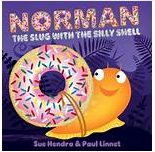 NORMAN
THE SLUG WITH THE SILLY SHELL
Sue Hendra & Paul Linnet